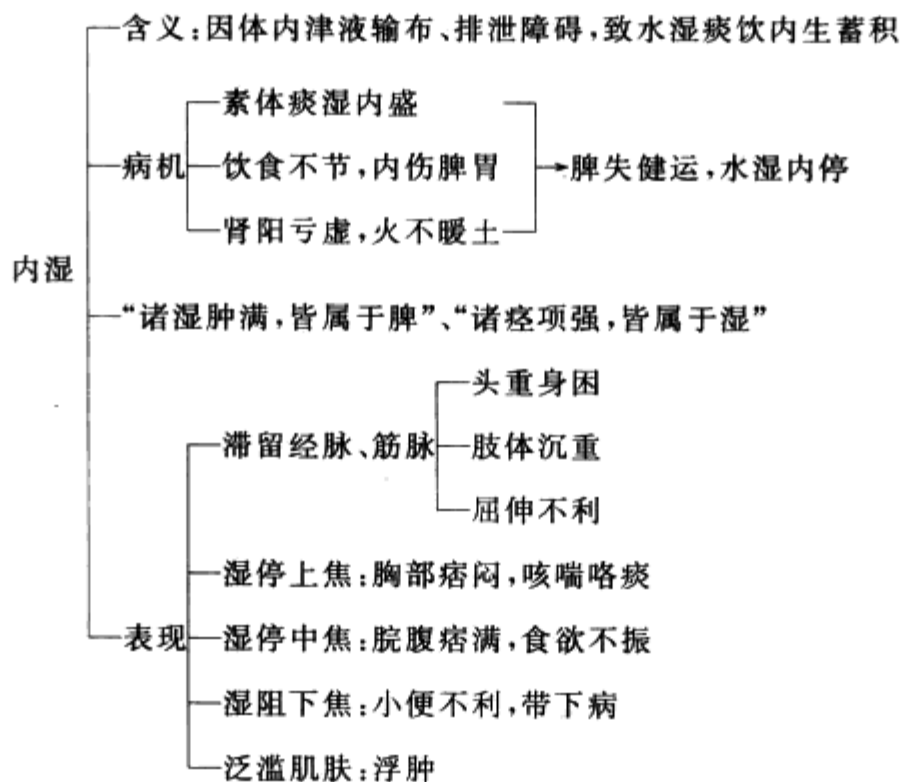 含义:因体内津液输布、排泄障碍,致水湿痰饮内生蓄积
素体痰湿内盛
病机
饮食不节,内伤脾胃
脾失健运,水湿内停
肾阳亏虚,火不暖土
内湿
“诸湿肿满,皆属于脾”、“诸痉项强,皆属于湿”
头重身困
滞留经脉、筋脉
肢体沉重
屈伸不利
湿停上焦:胸部痞闷,咳喘咯痰
表现
湿停中焦:脘腹痞满,食欲不振
湿阻下焦:小便不利,带下病
泛滥肌肤:浮肿